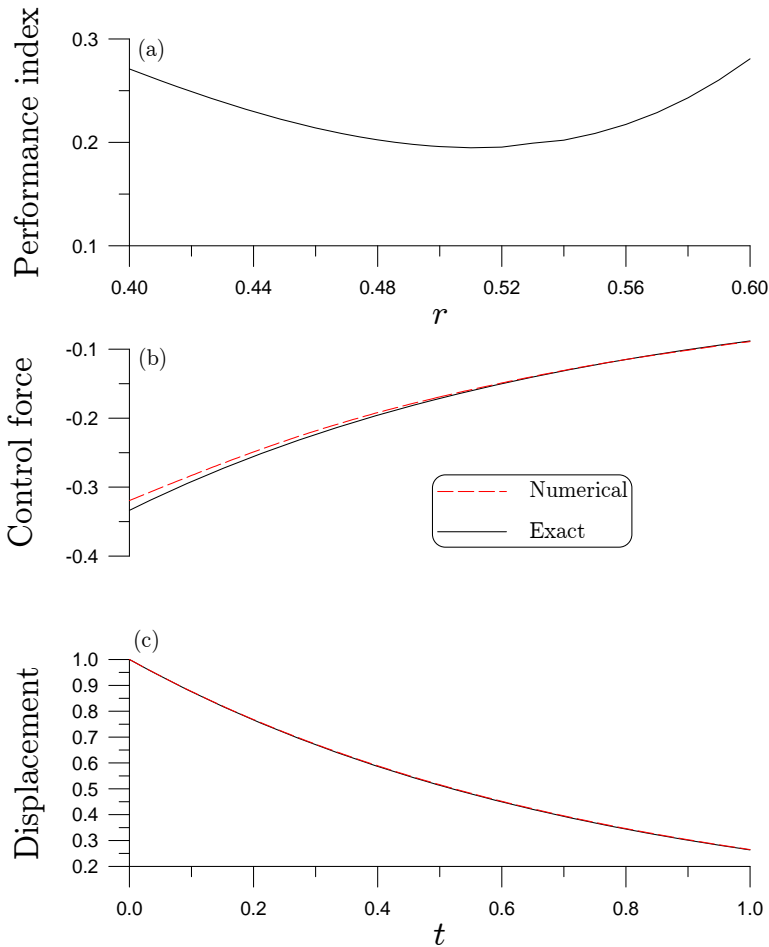 Performance index
(a)
0.3
0.2
0.1
0.40 0.44 0.48 0.52 0.56 0.60
r
Control force
(b)
-0.1
-0.2
-0.3
-0.4
Numerical
Exact
Displacement
(c)
1.0
0.9
0.8
0.7
0.6
0.5
0.4
0.3
0.2
0.0 0.2 0.4 0.6 0.8 1.0
t